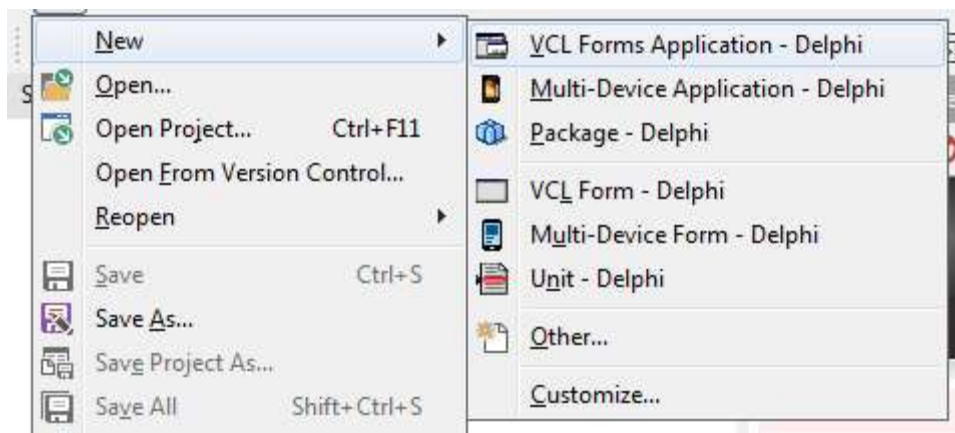 New
Open...
Open Project... Ctrl+F11
Open From Version Control...
Reopen
Save Ctrl+S
Save As...
Save Project As...
Save All Shift+Ctrl+S
VCL Forms Application - Delphi
Multi-Device Application - Delphi
Package - Delphi
VCL Form - Delphi
Multi-Device Form - Delphi
Unit - Delphi
Other...
Customize...